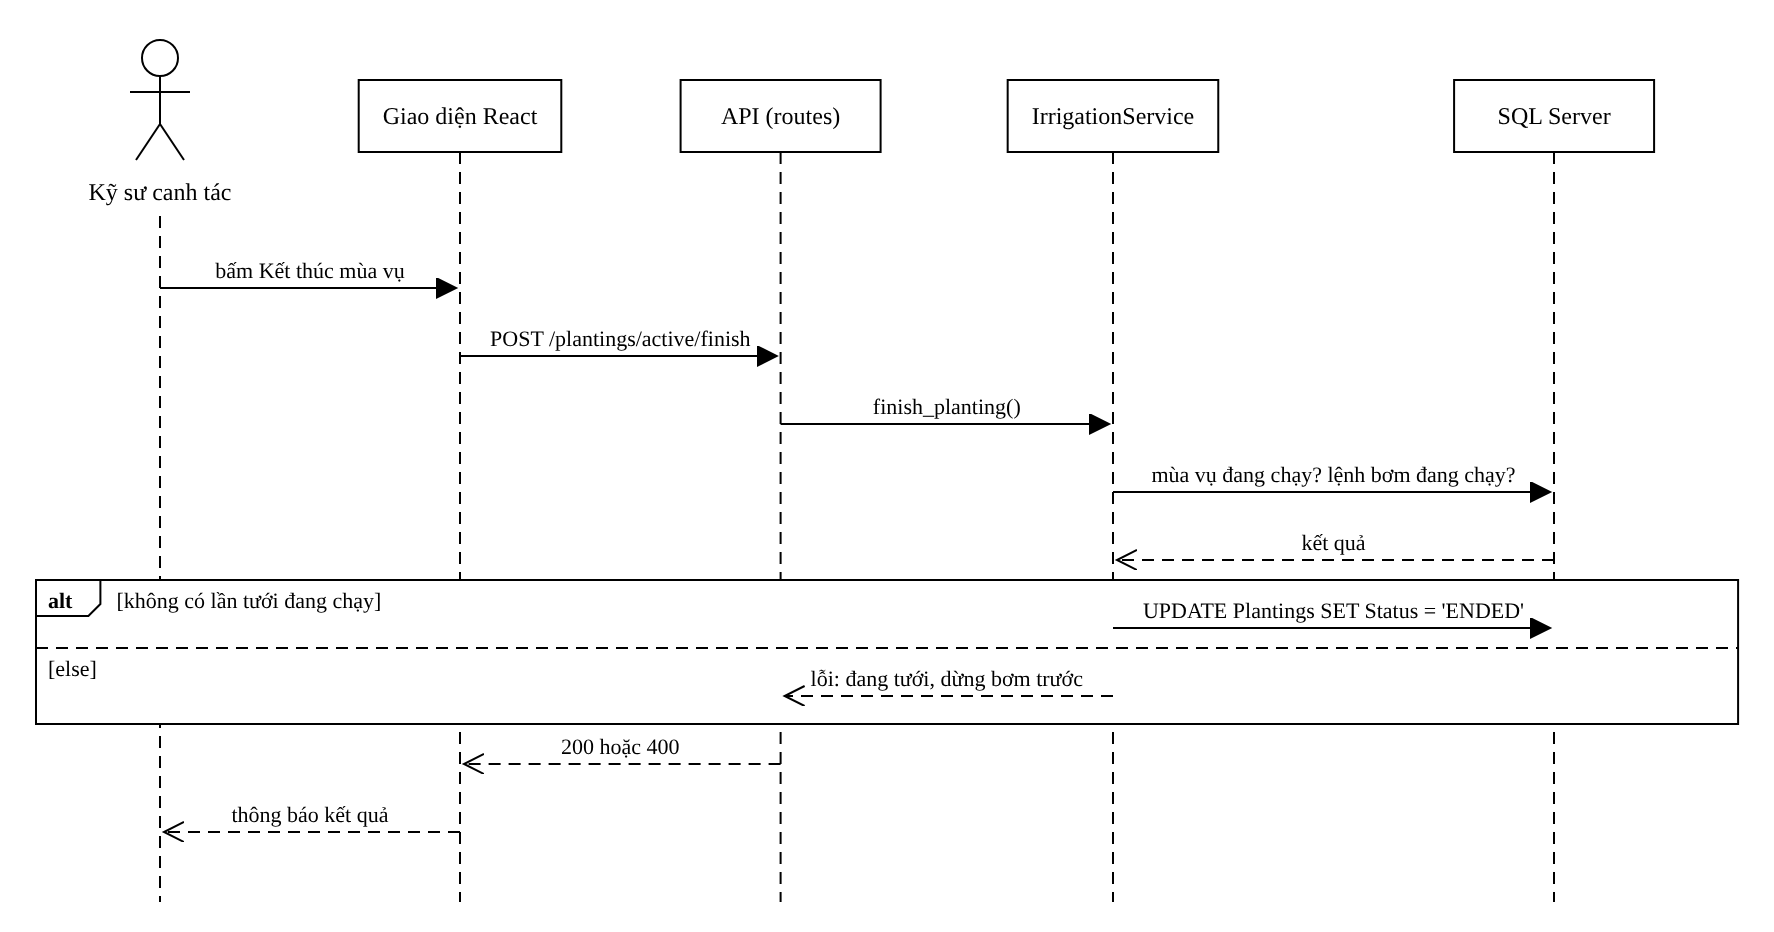 Kỹ sư canh tác
Giao diện React
API (routes)
IrrigationService
SQL Server
bấm Kết thúc mùa vụ
POST /plantings/active/finish
finish_planting()
mùa vụ đang chạy? lệnh bơm đang chạy?
kết quả
alt [không có lần tưới đang chạy]
UPDATE Plantings SET Status = 'ENDED'
[else]
lỗi: đang tưới, dừng bơm trước
200 hoặc 400
thông báo kết quả